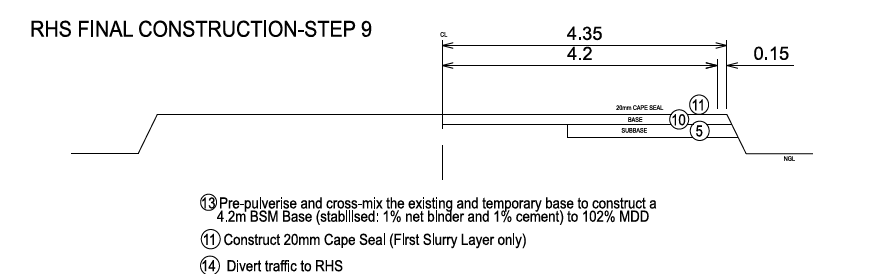 RHS FINAL CONSTRUCTION-STEP 9
CL
4.35
4.2
0.15
20mm CAPE SEAL
11
BASE
10
SUBBASE
5
NGL
13 Pre-pulverise and cross-mix the existing and temporary base to construct a
4.2m BSM Base (stabilised: 1% net binder and 1% cement) to 102% MDD
11 Construct 20mm Cape Seal (First Slurry Layer only)
14 Divert traffic to RHS